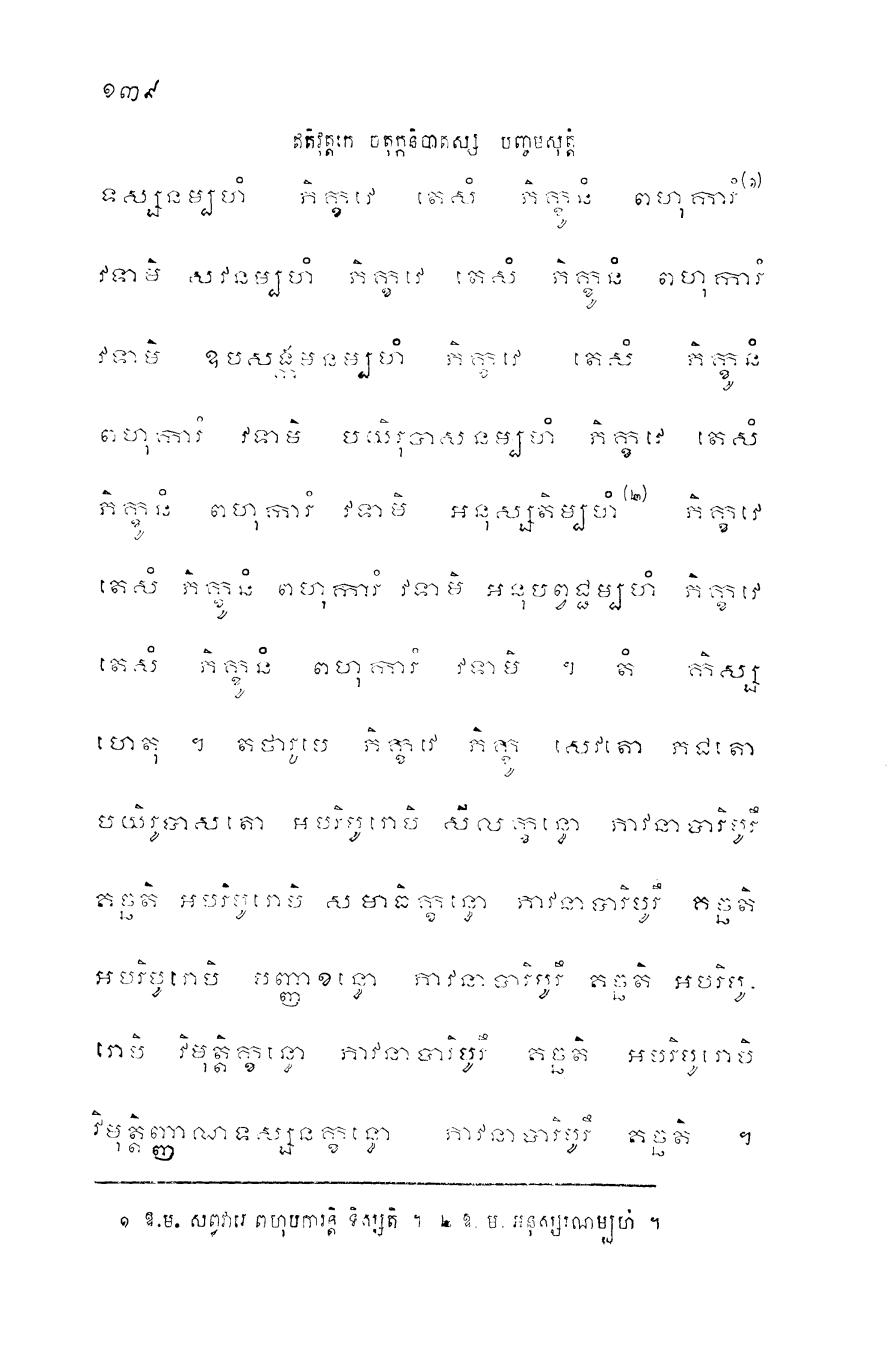 ១៣៩
ឥតិវុត្តកេ ចតុក្កនិបាតស្ស បញ្ចមសុត្តំ
ទស្សនម្បហំ ភិក្ខវេ តេសំ ភិក្ខូនំ ពហុការំ(១)
វទាមិ សវនម្បហំ ភិក្ខវេ តេសំ ភិក្ខូនំ ពហុការំ
វទាមិ ឧបសង្កមនម្បហំ ភិក្ខវេ តេសំ ភិក្ខូនំ
ពហុការំ វទាមិ បយិរុបាសនម្បហំ ភិក្ខវេ តេសំ
ភិក្ខូនំ ពហុការំ វទាមិ អនុស្សតិម្បហំ(២) ភិក្ខវេ
តេសំ ភិក្ខូនំ ពហុការំ វទាមិ អនុបព្វជ្ជម្បហំ ភិក្ខវេ
តេសំ ភិក្ខូនំ ពហុការំ វទាមិ ។ តំ កិស្ស
ហេតុ ។ តថារូបេ ភិក្ខវេ ភិក្ខូ សេវតោ ភជតោ
បយិរូបាសតោ អបរិបូរោបិ សីលក្ខន្ធោ ភាវនាបារិបូរឹ
គច្ឆតិ អបរិបូរោបិ សមាធិក្ខន្ធោ ភាវនាបារិបូរឹ គច្ឆតិ
អបរិបូរោបិ បញ្ញាខន្ធោ ភាវនាបារិបូរឹ គច្ឆតិ អបរិបូ-
រោបិ វិមុត្តិក្ខន្ធោ ភាវនាបារិបូរឹ គច្ឆតិ អបរិបូរោបិ
វិមុត្តិញ្ញាណទស្សនក្ខន្ធោ ភាវនាបារិបូរឹ គច្ឆតិ ។
១ ឱ.ម. សព្វវារេ ពហុបការន្តិ ទិស្សតិ ។ ២ ឱ. ម. អនុស្សរណម្បហំ ។